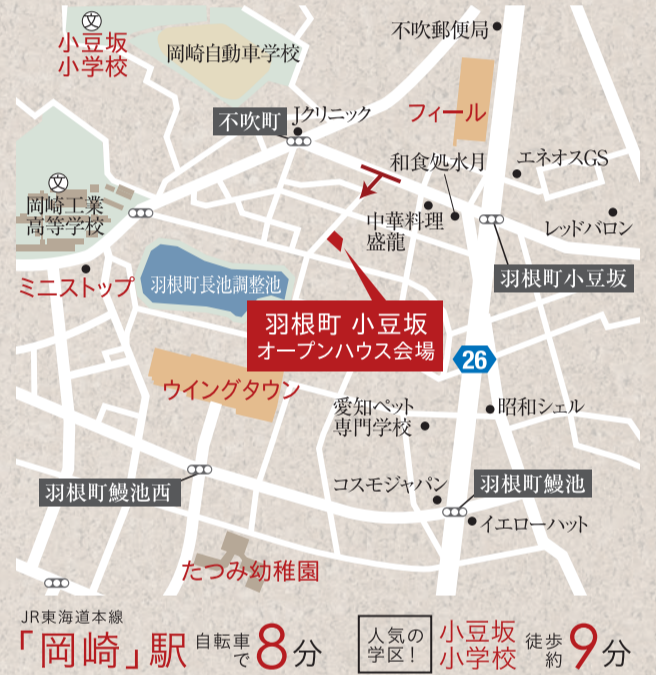 不吹郵便局
文
小豆坂
小学校
岡崎自動車学校
フィール
不吹町
Jクリニック
和食処水月
エネオスGS
文
岡崎工業
高等学校
中華料理
盛龍
レッドバロン
羽根町小豆坂
ミニストップ
羽根町長池調整池
羽根町 小豆坂
オープンハウス会場
26
ウイングタウン
愛知ペット
専門学校
昭和シェル
コスモジャパン
羽根町鰻池
羽根町鰻池西
イエローハット
たつみ幼稚園
JR東海道本線
「岡崎」駅 自転車で8分
人気の
学区!
小豆坂
小学校
徒歩
約
9分